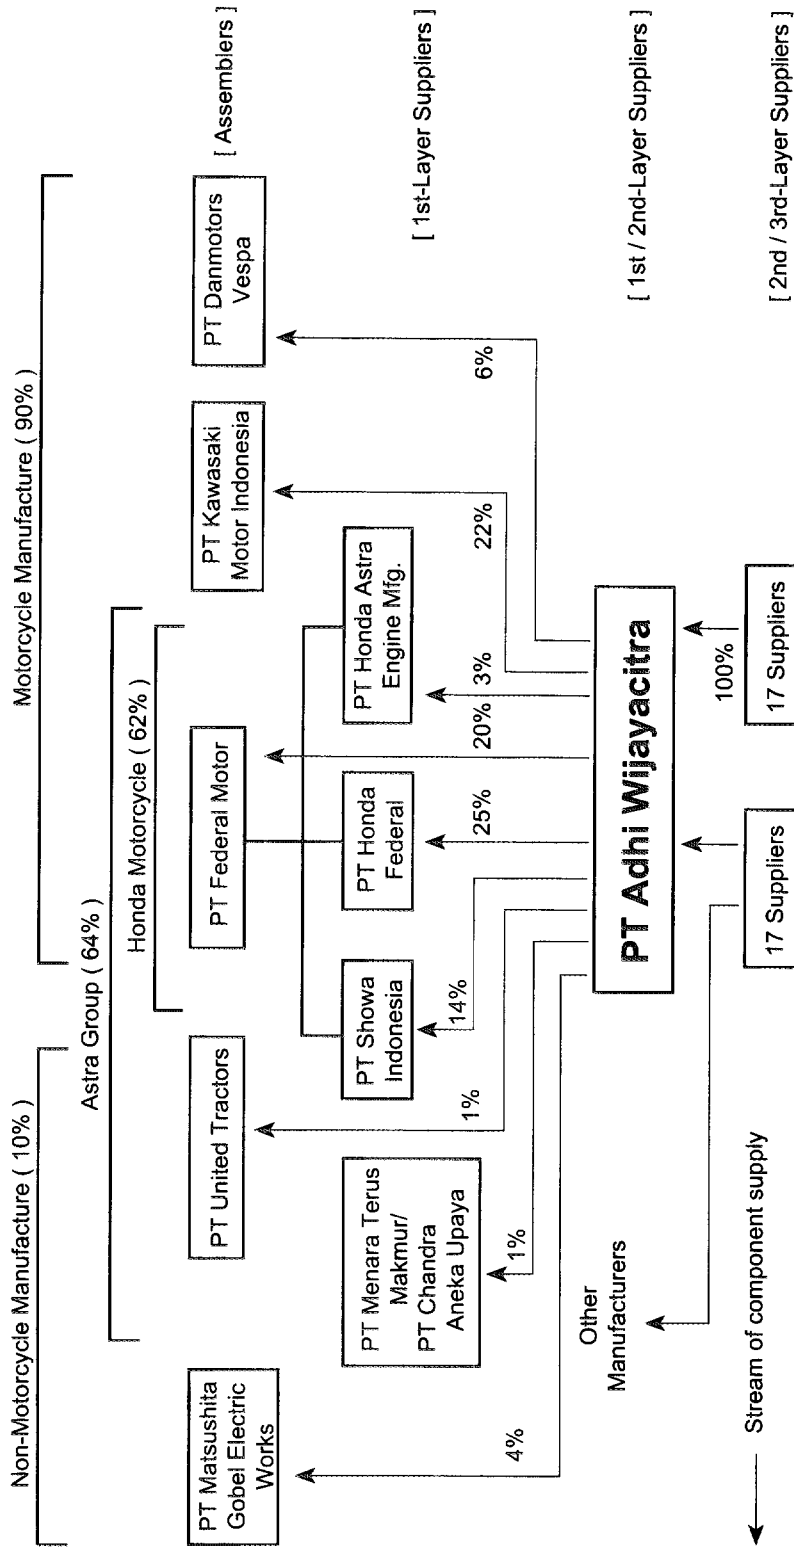 Non-Motorcycle Manufacture ( 10% )
Motorcycle Manufacture ( 90% )
Astra Group ( 64% )
Honda Motorcycle ( 62% )
PT Matsushita
Gobel Electric
Works
PT United Tractors
PT Federal Motor
PT Kawasaki
Motor Indonesia
PT Danmotors
Vespa
[ Assemblers ]
PT Menara Terus
Makmur/
PT Chandra
Aneka Upaya
PT Showa
Indonesia
PT Honda
Federal
PT Honda Astra
Engine Mfg.
[ 1st-Layer Suppliers ]
4%
1%
1%
14%
25%
20%
3%
22%
6%
Other
Manufacturers
PT Adhi Wijayacitra
[ 1st / 2nd-Layer Suppliers ]
100%
Stream of component supply
17 Suppliers
17 Suppliers
[ 2nd / 3rd-Layer Suppliers ]